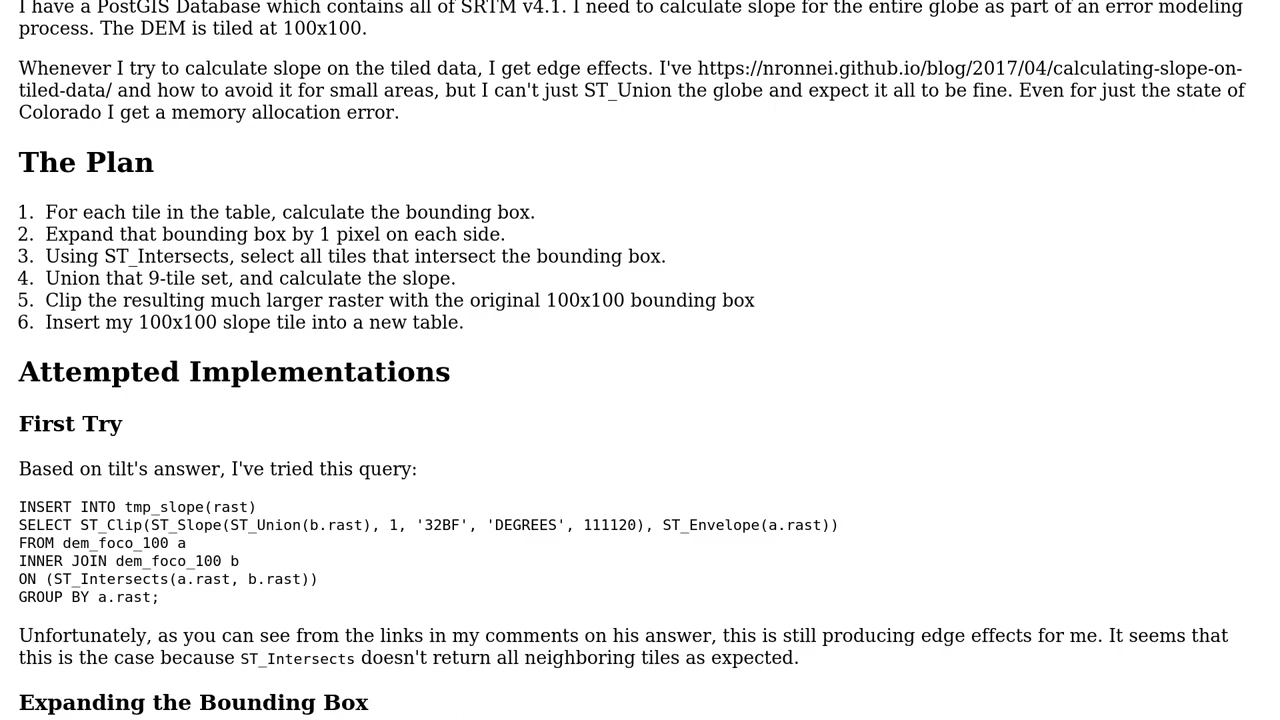 I have a PostGIS Database which contains all of SRTM v4.1. I need to calculate slope for the entire globe as part of an error modeling
process. The DEM is tiled at 100x100.
Whenever I try to calculate slope on the tiled data, I get edge effects. I've https://nronnei.github.io/blog/2017/04/calculating-slope-on-
tiled-data/ and how to avoid it for small areas, but I can't just ST_Union the globe and expect it all to be fine. Even for just the state of
Colorado I get a memory allocation error.
The Plan
1. For each tile in the table, calculate the bounding box.
2. Expand that bounding box by 1 pixel on each side.
3. Using ST_Intersects, select all tiles that intersect the bounding box.
4. Union that 9-tile set, and calculate the slope.
5. Clip the resulting much larger raster with the original 100x100 bounding box
6. Insert my 100x100 slope tile into a new table.
Attempted Implementations
First Try
Based on tilt's answer, I've tried this query:
INSERT INTO tmp_slope(rast)
SELECT ST_Clip(ST_Slope(ST_Union(b.rast), 1, '32BF', 'DEGREES', 111120), ST_Envelope(a.rast))
FROM dem_foco_100 a
INNER JOIN dem_foco_100 b
ON (ST_Intersects(a.rast, b.rast))
GROUP BY a.rast;
Unfortunately, as you can see from the links in my comments on his answer, this is still producing edge effects for me. It seems that
this is the case because ST_Intersects doesn't return all neighboring tiles as expected.
Expanding the Bounding Box